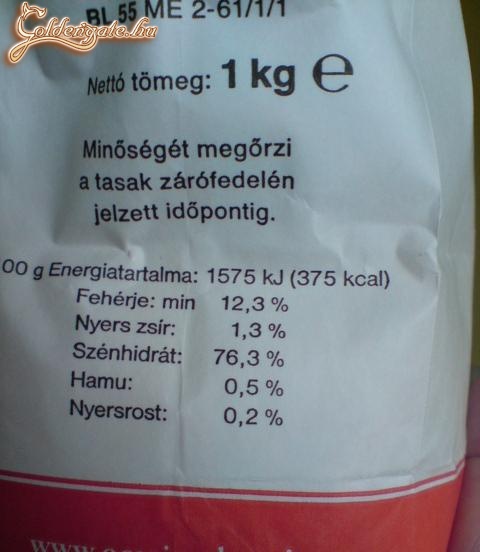 Goldengate.hu
BL 55 ME 2-61/1/1
Nettó tömeg: 1 kg e
Minőségét megőrzi
a tasak zárófedelén
jelzett időpontig.
00 g Energiatartalma: 1575 kJ (375 kcal)
Fehérje: min 12,3 %
Nyers zsír: 1,3 %
Szénhidrát: 76,3 %
Hamu: 0,5 %
Nyersrost: 0,2 %